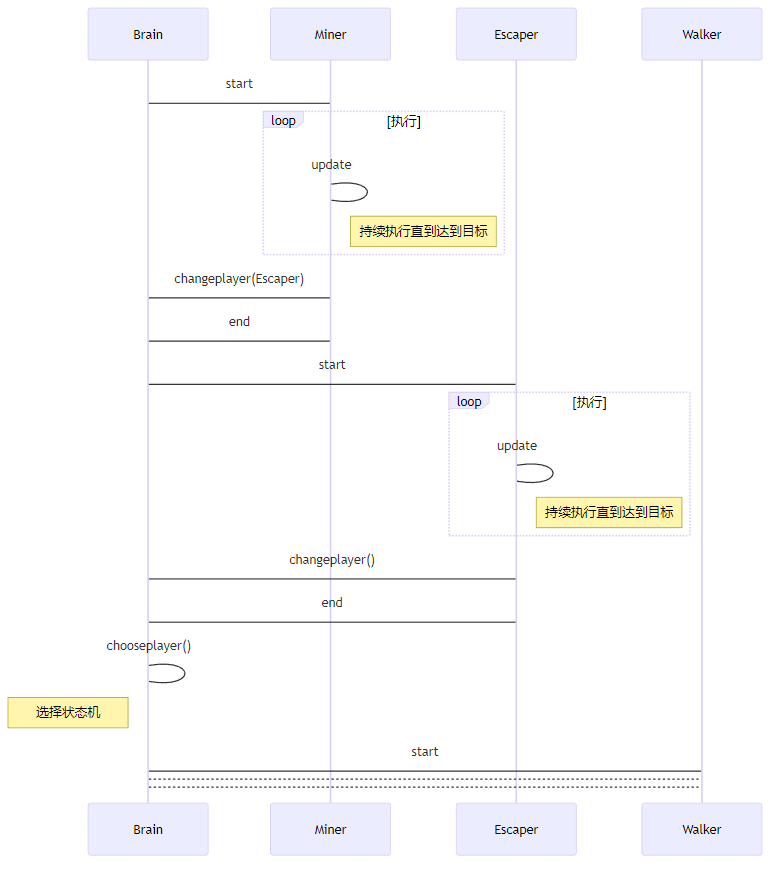 Brain
Miner
Escaper
Walker
start
loop
[执行]
update
持续执行直到达到目标
changeplayer(Escaper)
end
start
loop
[执行]
update
持续执行直到达到目标
changeplayer()
end
chooseplayer()
选择状态机
start
Brain
Miner
Escaper
Walker